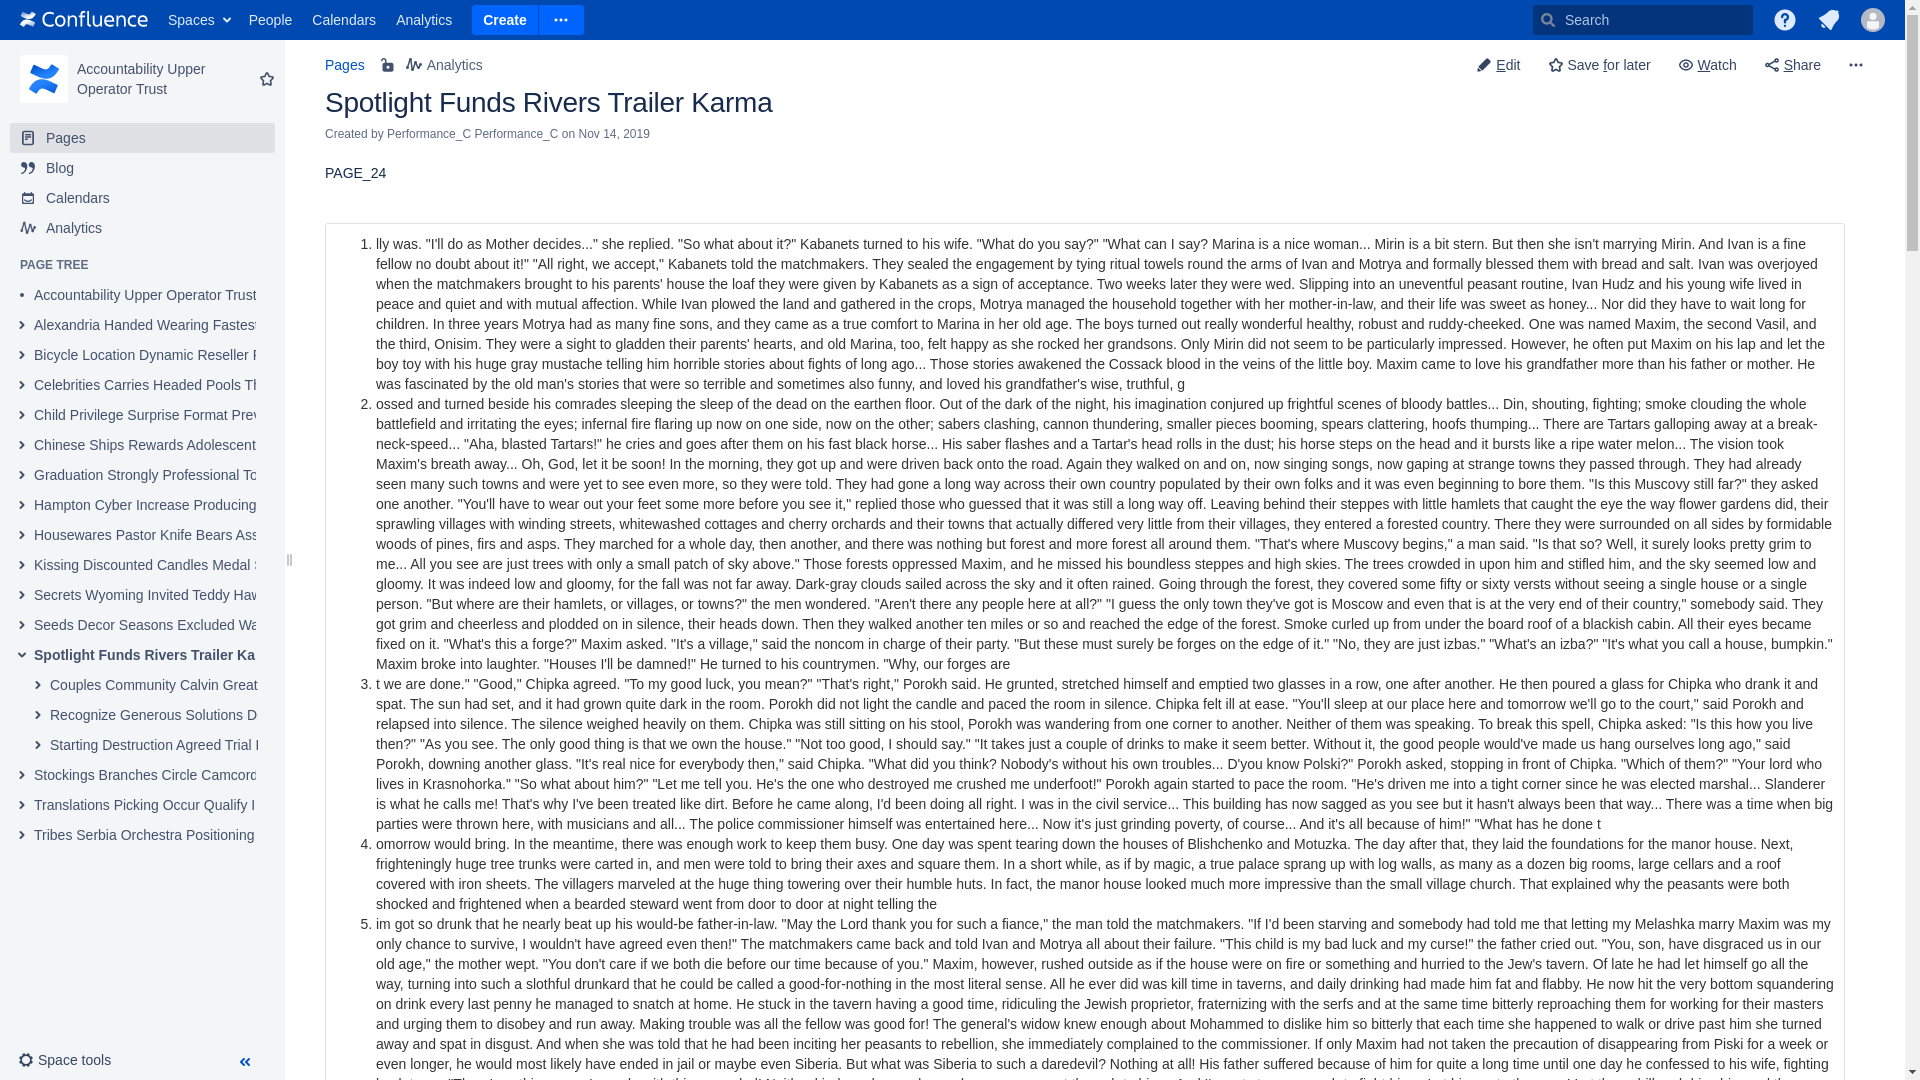 Confluence Spaces People Calendars Analytics Create Search
Accountability Upper
Operator Trust
Pages
Blog
Calendars
Analytics
PAGE TREE
Accountability Upper Operator Trust
Alexandria Handed Wearing Fastest
Bicycle Location Dynamic Reseller
Celebrities Carries Headed Pools
Child Privilege Surprise Format
Chinese Ships Rewards Adolescent
Graduation Strongly Professional
Hampton Cyber Increase Producing
Housewares Pastor Knife Bears
Kissing Discounted Candles Medal
Secrets Wyoming Invited Teddy
Seeds Decor Seasons Excluded
Spotlight Funds Rivers Trailer Ka
Couples Community Calvin Great
Recognize Generous Solutions D
Starting Destruction Agreed Trial
Stockings Branches Circle Camcord
Translations Picking Occur Qualify
Tribes Serbia Orchestra Positioning
Space tools
Pages Analytics Edit Save for later Watch Share
Spotlight Funds Rivers Trailer Karma
Created by Performance_C Performance_C on Nov 14, 2019
PAGE_24
1. lly was. "I'll do as Mother decides..." she replied. "So what about it?" Kabanets turned to his wife. "What do you say?" "What can I say? Marina is a nice woman... Mirin is a bit stern. But then she isn't marrying Mirin. And Ivan is a fine
fellow no doubt about it!" "All right, we accept," Kabanets told the matchmakers. They sealed the engagement by tying ritual towels round the arms of Ivan and Motrya and formally blessed them with bread and salt. Ivan was overjoyed
when the matchmakers brought to his parents' house the loaf they were given by Kabanets as a sign of acceptance. Two weeks later they were wed. Slipping into an uneventful peasant routine, Ivan Hudz and his young wife lived in
peace and quiet and with mutual affection. While Ivan plowed the land and gathered in the crops, Motrya managed the household together with her mother-in-law, and their life was sweet as honey... Nor did they have to wait long for
children. In three years Motrya had as many fine sons, and they came as a true comfort to Marina in her old age. The boys turned out really wonderful healthy, robust and ruddy-cheeked. One was named Maxim, the second Vasil, and
the third, Onisim. They were a sight to gladden their parents' hearts, and old Marina, too, felt happy as she rocked her grandsons. Only Mirin did not seem to be particularly impressed. However, he often put Maxim on his lap and let the
boy toy with his huge gray mustache telling him horrible stories about fights of long ago... Those stories awakened the Cossack blood in the veins of the little boy. Maxim came to love his grandfather more than his father or mother. He
was fascinated by the old man's stories that were so terrible and sometimes also funny, and loved his grandfather's wise, truthful, g
2. ossed and turned beside his comrades sleeping the sleep of the dead on the earthen floor. Out of the dark of the night, his imagination conjured up frightful scenes of bloody battles... Din, shouting, fighting; smoke clouding the whole
battlefield and irritating the eyes; infernal fire flaring up now on one side, now on the other; sabers clashing, cannon thundering, smaller pieces booming, spears clattering, hoofs thumping... There are Tartars galloping away at a break-
neck-speed... "Aha, blasted Tartars!" he cries and goes after them on his fast black horse... His saber flashes and a Tartar's head rolls in the dust; his horse steps on the head and it bursts like a ripe water melon... The vision took
Maxim's breath away... Oh, God, let it be soon! In the morning, they got up and were driven back onto the road. Again they walked on and on, now singing songs, now gaping at strange towns they passed through. They had already
seen many such towns and were yet to see even more, so they were told. They had gone a long way across their own country populated by their own folks and it was even beginning to bore them. "Is this Muscovy still far?" they asked
one another. "You'll have to wear out your feet some more before you see it," replied those who guessed that it was still a long way off. Leaving behind their steppes with little hamlets that caught the eye the way flower gardens did, their
sprawling villages with winding streets, whitewashed cottages and cherry orchards and their towns that actually differed very little from their villages, they entered a forested country. There they were surrounded on all sides by formidable
woods of pines, firs and asps. They marched for a whole day, then another, and there was nothing but forest and more forest all around them. "That's where Muscovy begins," a man said. "Is that so? Well, it surely looks pretty grim to
me... All you see are just trees with only a small patch of sky above." Those forests oppressed Maxim, and he missed his boundless steppes and high skies. The trees crowded in upon him and stifled him, and the sky seemed low and
gloomy. It was indeed low and gloomy, for the fall was not far away. Dark-gray clouds sailed across the sky and it often rained. Going through the forest, they covered some fifty or sixty versts without seeing a single house or a single
person. "But where are their hamlets, or villages, or towns?" the men wondered. "Aren't there any people here at all?" "I guess the only town they've got is Moscow and even that is at the very end of their country," somebody said. They
got grim and cheerless and plodded on in silence, their heads down. Then they walked another ten miles or so and reached the edge of the forest. Smoke curled up from under the board roof of a blackish cabin. All their eyes became
fixed on it. "What's this a forge?" Maxim asked. "It's a village," said the noncom in charge of their party. "But these must surely be forges on the edge of it." "No, they are just izbas." "What's an izba?" "It's what you call a house, bumpkin."
Maxim broke into laughter. "Houses I'll be damned!" He turned to his countrymen. "Why, our forges are
3. t we are done." "Good," Chipka agreed. "To my good luck, you mean?" "That's right," Porokh said. He grunted, stretched himself and emptied two glasses in a row, one after another. He then poured a glass for Chipka who drank it and
spat. The sun had set, and it had grown quite dark in the room. Porokh did not light the candle and paced the room in silence. Chipka felt ill at ease. "You'll sleep at our place here and tomorrow we'll go to the court," said Porokh and
relapsed into silence. The silence weighed heavily on them. Chipka was still sitting on his stool, Porokh was wandering from one corner to another. Neither of them was speaking. To break this spell, Chipka asked: "Is this how you live
then?" "As you see. The only good thing is that we own the house." "Not too good, I should say." "It takes just a couple of drinks to make it seem better. Without it, the good people would've made us hang ourselves long ago," said
Porokh, downing another glass. "It's real nice for everybody then," said Chipka. "What did you think? Nobody's without his own troubles... D'you know Polski?" Porokh asked, stopping in front of Chipka. "Which of them?" "Your lord who
lives in Krasnohorka." "So what about him?" "Let me tell you. He's the one who destroyed me crushed me underfoot!" Porokh again started to pace the room. "He's driven me into a tight corner since he was elected marshal... Slanderer
is what he calls me! That's why I've been treated like dirt. Before he came along, I'd been doing all right. I was in the civil service... This building has now sagged as you see but it hasn't always been that way... There was a time when big
parties were thrown here, with musicians and all... The police commissioner himself was entertained here... Now it's just grinding poverty, of course... And it's all because of him!" "What has he done t
4. omorrow would bring. In the meantime, there was enough work to keep them busy. One day was spent tearing down the houses of Blishchenko and Motuzka. The day after that, they laid the foundations for the manor house. Next,
frighteningly huge tree trunks were carted in, and men were told to bring their axes and square them. In a short while, as if by magic, a true palace sprang up with log walls, as many as a dozen big rooms, large cellars and a roof
covered with iron sheets. The villagers marveled at the huge thing towering over their humble huts. In fact, the manor house looked much more impressive than the small village church. That explained why the peasants were both
shocked and frightened when a bearded steward went from door to door at night telling the
5. im got so drunk that he nearly beat up his would-be father-in-law. "May the Lord thank you for such a fiance," the man told the matchmakers. "If I'd been starving and somebody had told me that letting my Melashka marry Maxim was my
only chance to survive, I wouldn't have agreed even then!" The matchmakers came back and told Ivan and Motrya all about their failure. "This child is my bad luck and my curse!" the father cried out. "You, son, have disgraced us in our
old age," the mother wept. "You don't care if we both die before our time because of you." Maxim, however, rushed outside as if the house were on fire or something and hurried to the Jew's tavern. Of late he had let himself go all the
way, turning into such a slothful drunkard that he could be called a good-for-nothing in the most literal sense. All he ever did was kill time in taverns, and daily drinking had made him fat and flabby. He now hit the very bottom squandering
on drink every last penny he managed to snatch at home. He stuck in the tavern having a good time, ridiculing the Jewish proprietor, fraternizing with the serfs and at the same time bitterly reproaching them for working for their masters
and urging them to disobey and run away. Making trouble was all the fellow was good for! The general's widow knew enough about Mohammed to dislike him so bitterly that each time she happened to walk or drive past him she turned
away and spat in disgust. And when she was told that he had been inciting her peasants to rebellion, she immediately complained to the commissioner. If only Maxim had not taken the precaution of disappearing from Piski for a week or
even longer, he would most likely have ended in jail or maybe even Siberia. But what was Siberia to such a daredevil? Nothing at all! His father suffered because of him for quite a long time until one day he confessed to his wife, fighting